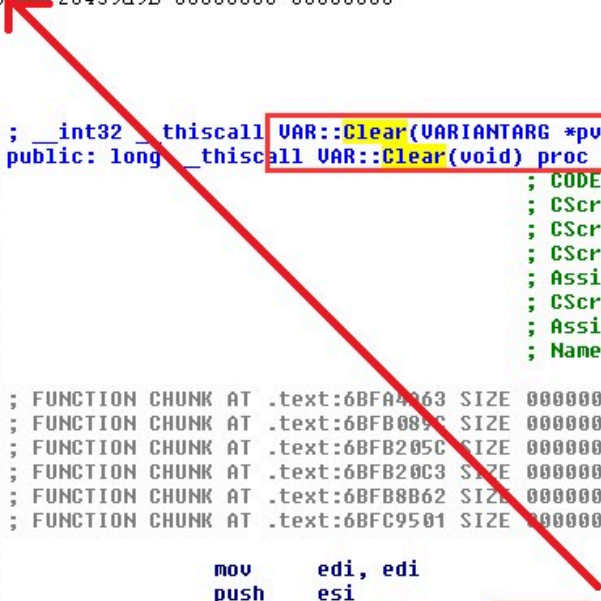 ; __int32 __thiscall VAR::Clear(VARIANTARG *pv
public: long __thiscall VAR::Clear(void) proc
; CODE
; CScr
; CScr
; CScr
; Assi
; CScr
; Assi
; Name
; FUNCTION CHUNK AT .text:6BFA4A63 SIZE 000000
; FUNCTION CHUNK AT .text:6BFB089C SIZE 000000
; FUNCTION CHUNK AT .text:6BFB205C SIZE 000000
; FUNCTION CHUNK AT .text:6BFB20C3 SIZE 000000
; FUNCTION CHUNK AT .text:6BFB8B62 SIZE 000000
; FUNCTION CHUNK AT .text:6BFC9501 SIZE 000000
mov edi, edi
push esi